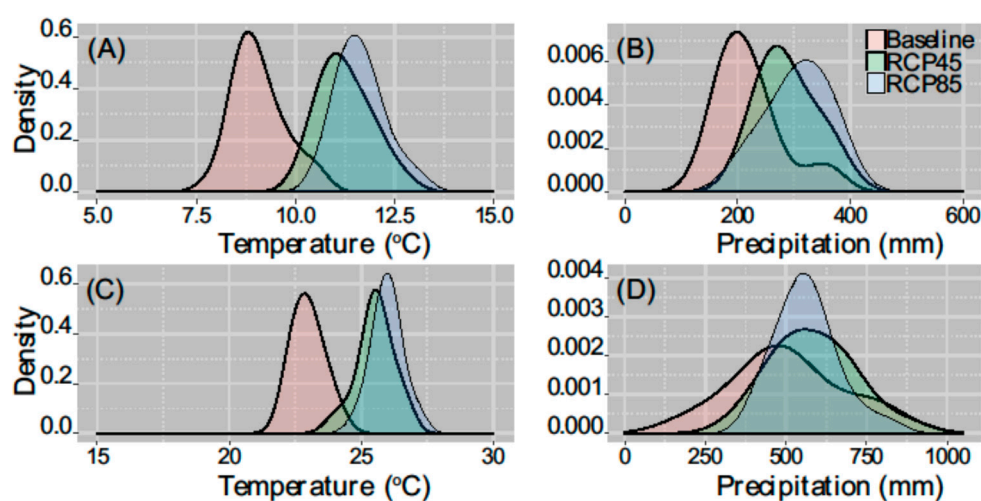 (A)
Density
0.6
0.4
0.2
0.0
5.0 7.5 10.0 12.5 15.0
Temperature (°C)
(B)
Baseline
RCP45
RCP85
0.006
0.004
0.002
0.000
0 200 400 600
Precipitation (mm)
(C)
Density
0.6
0.4
0.2
0.0
15 20 25 30
Temperature (°C)
(D)
0.004
0.003
0.002
0.001
0.000
0 250 500 750 1000
Precipitation (mm)